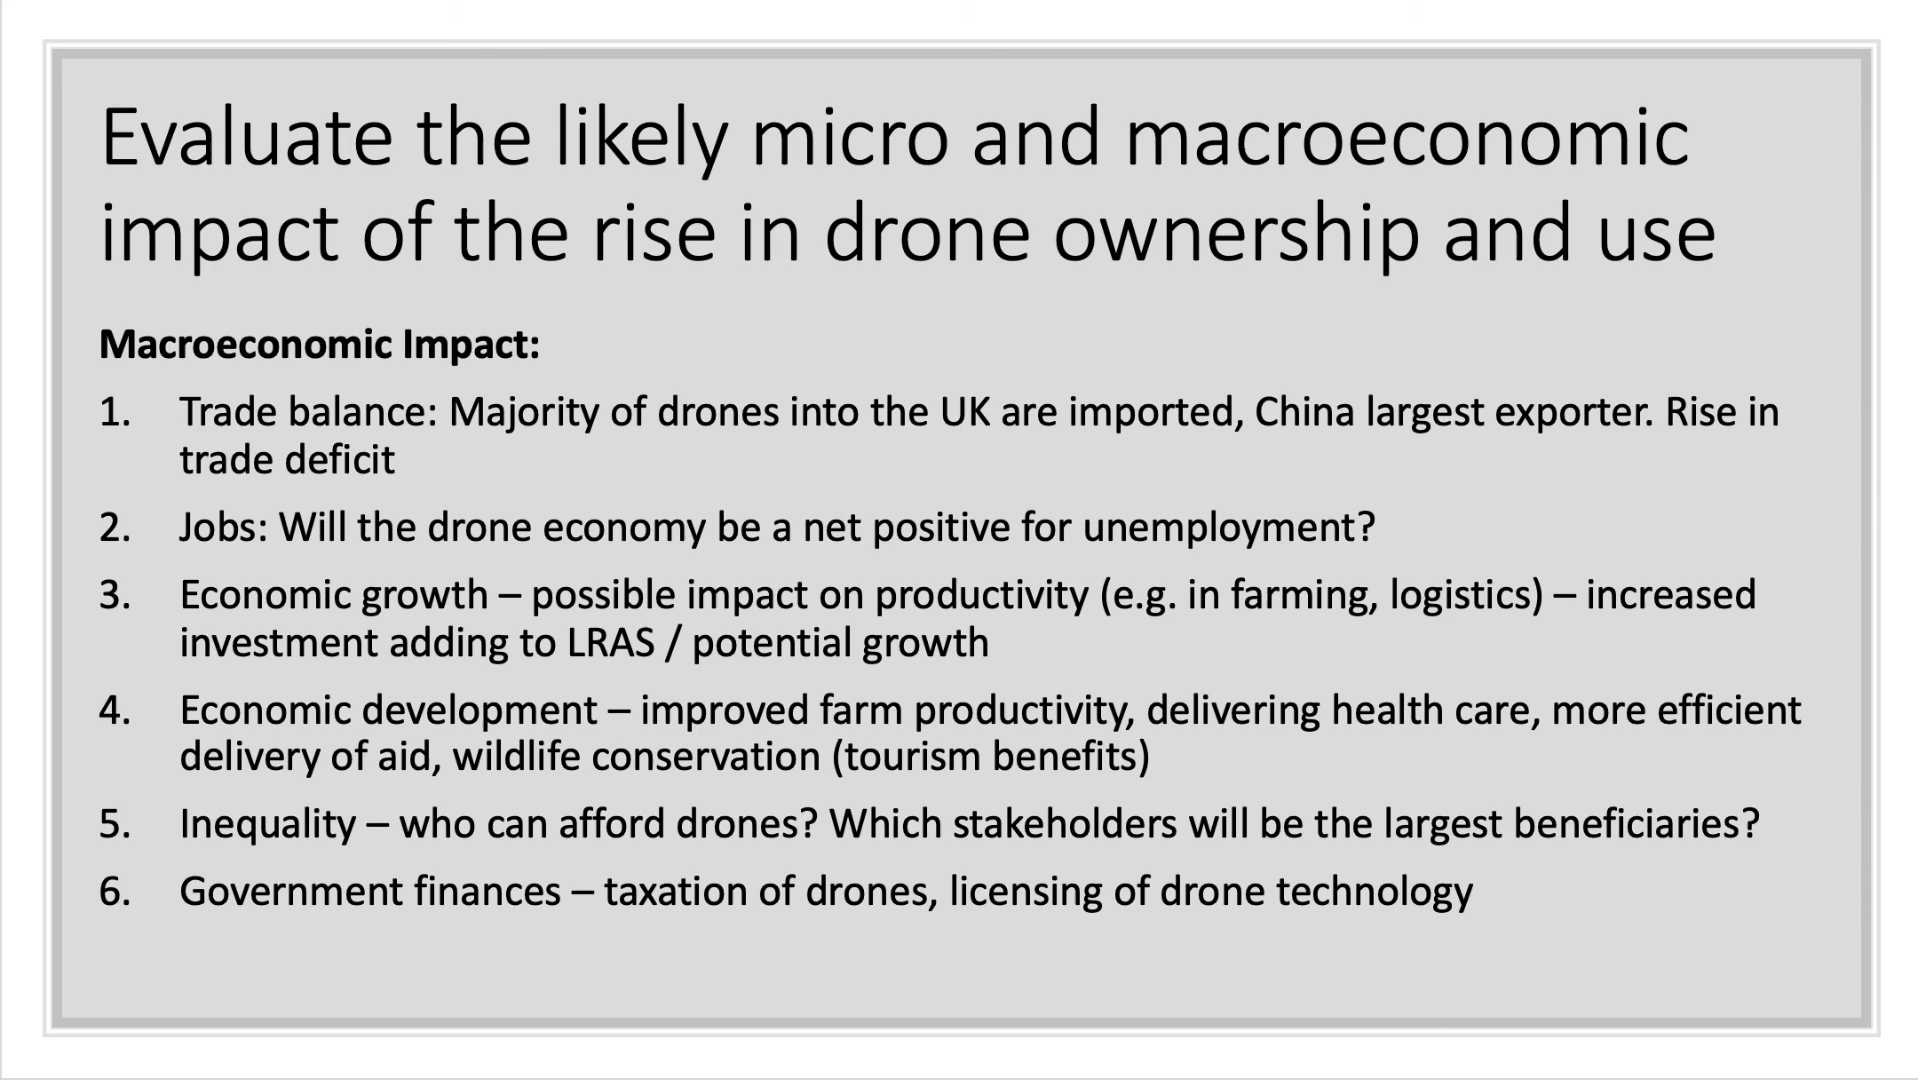 Evaluate the likely micro and macroeconomic
impact of the rise in drone ownership and use
Macroeconomic Impact:
1. Trade balance: Majority of drones into the UK are imported, China largest exporter. Rise in
trade deficit
2. Jobs: Will the drone economy be a net positive for unemployment?
3. Economic growth – possible impact on productivity (e.g. in farming, logistics) – increased
investment adding to LRAS / potential growth
4. Economic development – improved farm productivity, delivering health care, more efficient
delivery of aid, wildlife conservation (tourism benefits)
5. Inequality – who can afford drones? Which stakeholders will be the largest beneficiaries?
6. Government finances – taxation of drones, licensing of drone technology